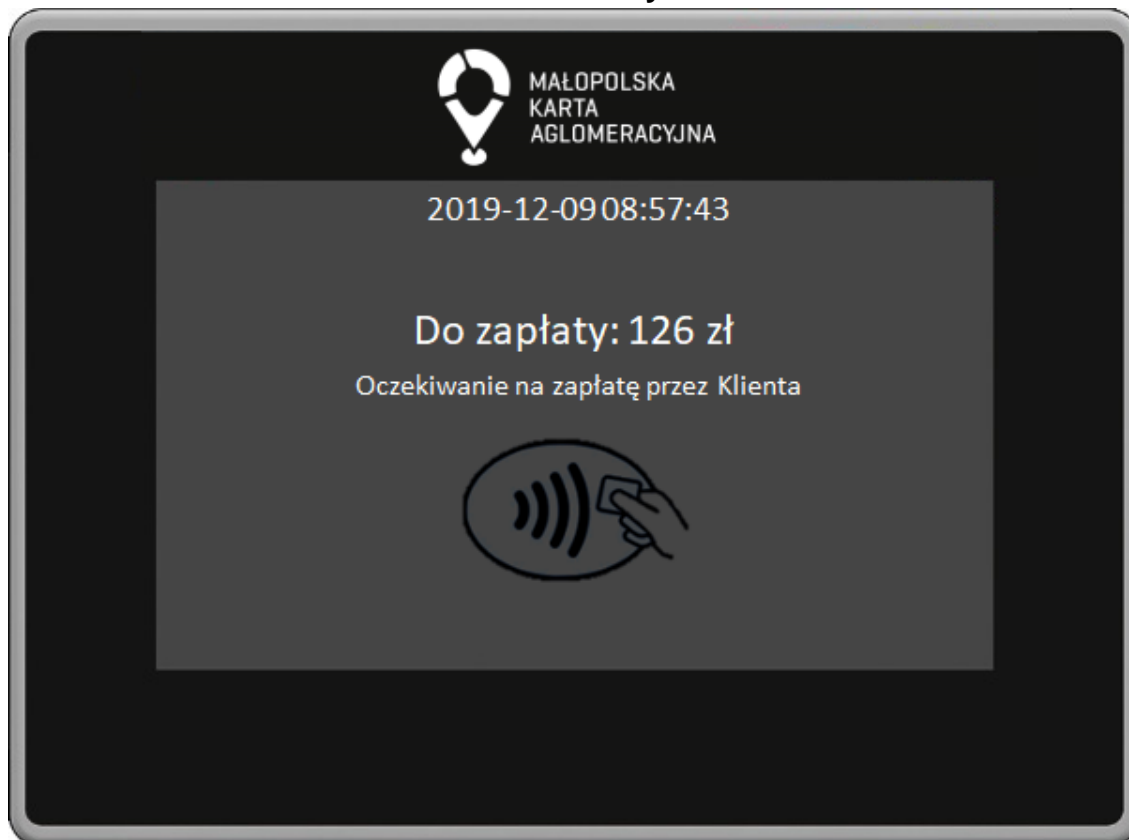 MAŁOPOLSKA
KARTA
AGLOMERACYJNA
2019-12-09 08:57:43
Do zapłaty: 126 zł
Oczekiwanie na zapłatę przez Klienta